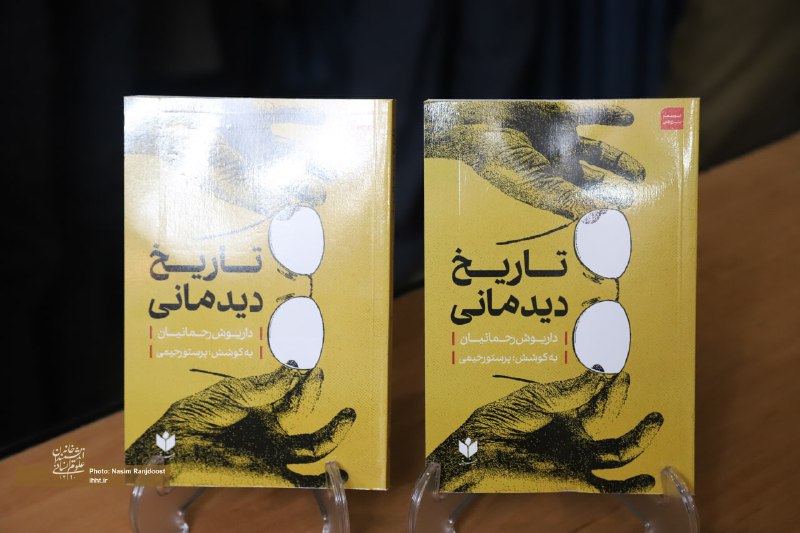 تاریخ
دیدمانی
داریوش رحمانیان
به کوشش: پرستو رحیمی
تاریخ
دیدمانی
داریوش رحمانیان
به کوشش: پرستو رحیمی
Photo: Nasim Ranjdoost
ihht.ir